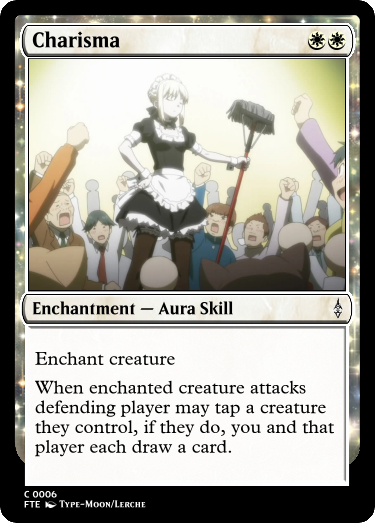 Charisma
Enchantment — Aura Skill
Enchant creature
When enchanted creature attacks
defending player may tap a creature
they control, if they do, you and that
player each draw a card.
C 0006
FTE Type-Moon/Lerche